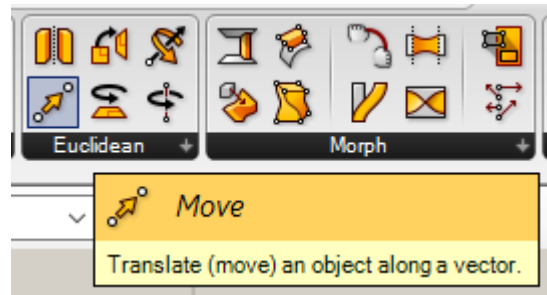 Euclidean
Morph
Move
Translate (move) an object along a vector.